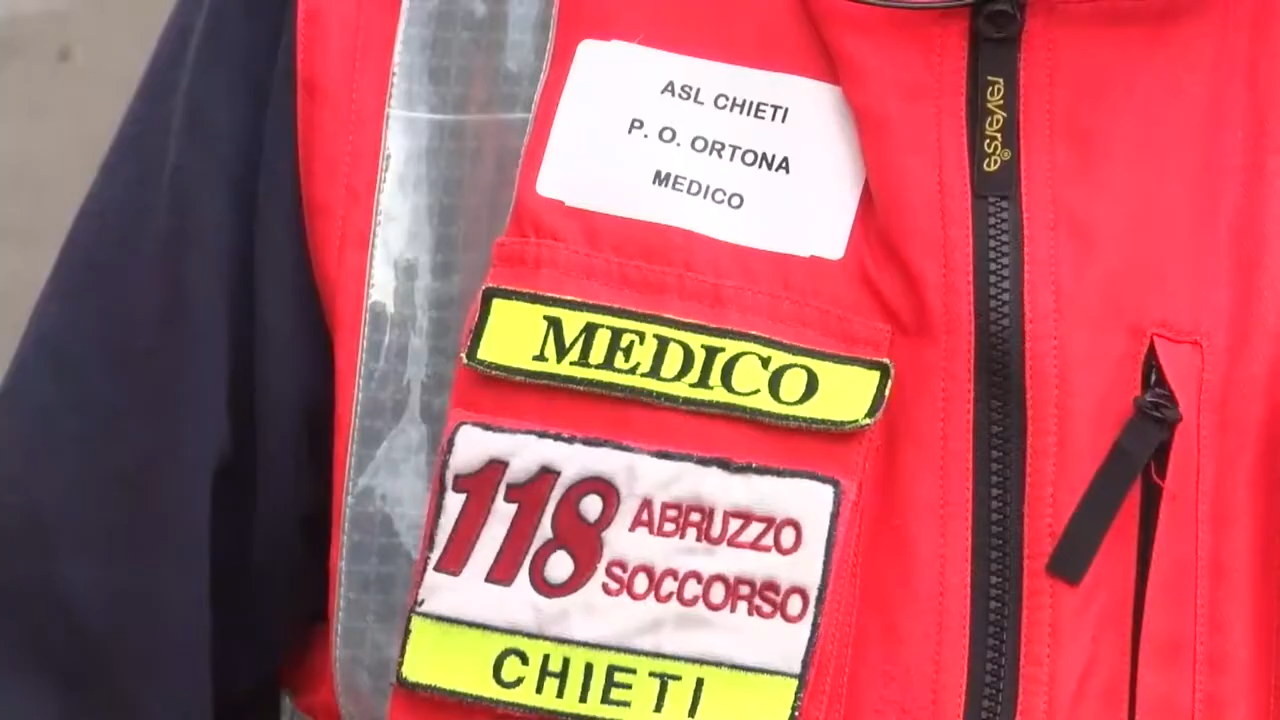 ASL CHIETI
P. O. ORTONA
MEDICO
reverse®
MEDICO
118 ABRUZZO
SOCCORSO
CHIETI